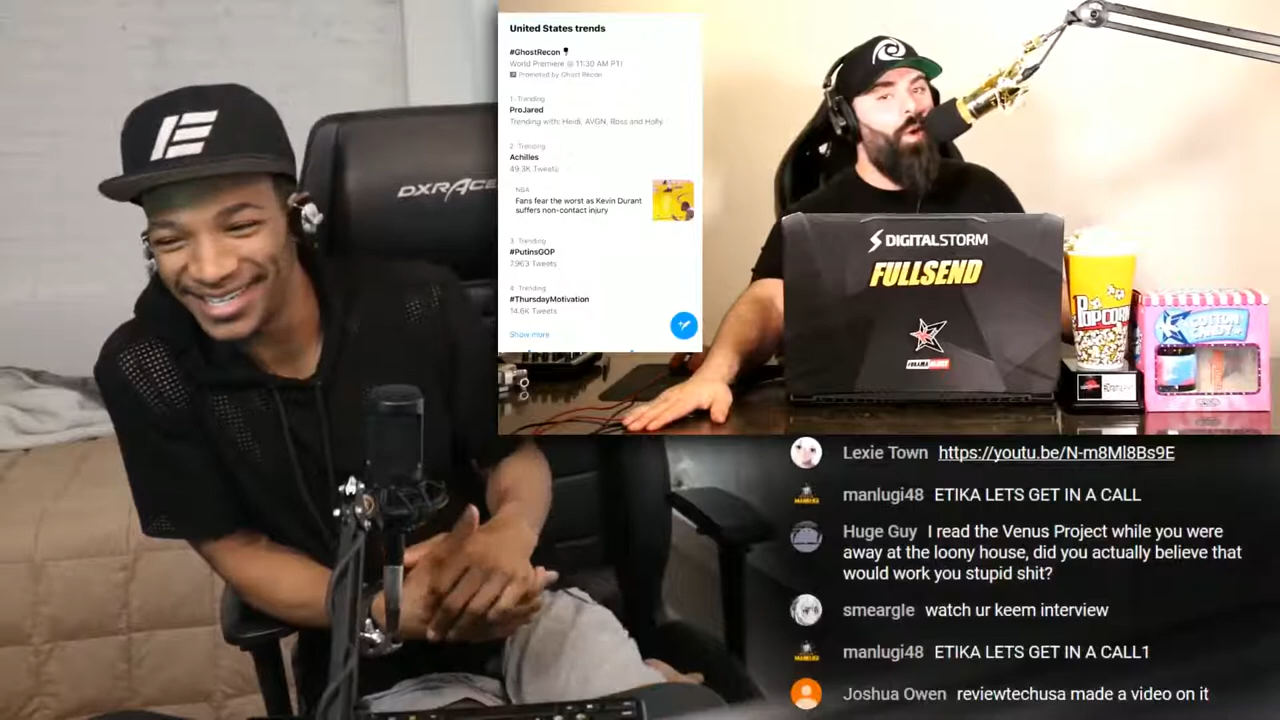 United States trends
#GhostRecon
World Premiere @ 11:30 AM PT!
Promoted by Ghost Recon
1 · Trending
ProJared
Trending with: Heidi, AVGN, Ross and Holly
2 · Trending
Achilles
49.3K Tweets
NBA
Fans fear the worst as Kevin Durant
suffers non-contact injury
3 · Trending
#PutinsGOP
7,963 Tweets
4 · Trending
#ThursdayMotivation
14.6K Tweets
Show more
DXRACE
DIGITALSTORM
FULLSEND
POPCORN
COTTON
CANDY
Lexie Town https://youtu.be/N-m8Ml8Bs9E
manlugi48 ETIKA LETS GET IN A CALL
Huge Guy I read the Venus Project while you were
away at the loony house, did you actually believe that
would work you stupid shit?
smeargle watch ur keem interview
manlugi48 ETIKA LETS GET IN A CALL1
Joshua Owen reviewtechusa made a video on it